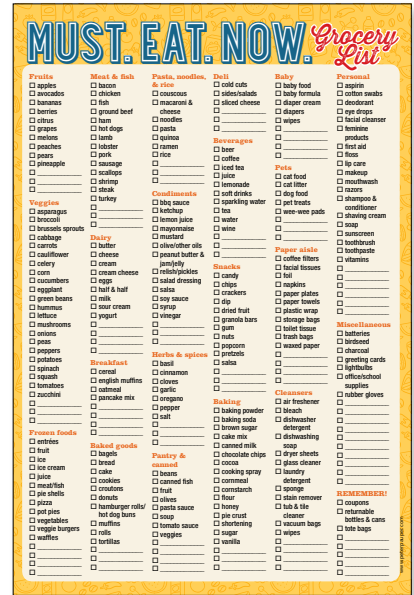 MUST. EAT. NOW.
Grocery
List
Fruits
apples
avocados
bananas
berries
citrus
grapes
melons
peaches
pears
pineapple
Veggies
asparagus
broccoli
brussels sprouts
cabbage
carrots
cauliflower
celery
corn
cucumbers
eggplant
green beans
hummus
lettuce
mushrooms
onions
peas
peppers
potatoes
spinach
squash
tomatoes
zucchini
Frozen foods
entrées
fruit
ice
ice cream
juice
meat/fish
pie shells
pizza
pot pies
vegetables
veggie burgers
waffles
Meat & fish
bacon
chicken
fish
ground beef
ham
hot dogs
lamb
lobster
pork
sausage
scallops
shrimp
steak
turkey
Dairy
butter
cheese
cream
cream cheese
eggs
half & half
milk
sour cream
yogurt
Breakfast
cereal
english muffins
oatmeal
pancake mix
Baked goods
bagels
bread
cake
cookies
croutons
donuts
hamburger rolls/
hot dog buns
muffins
rolls
tortillas
Pasta, noodles,
& rice
couscous
macaroni &
cheese
noodles
pasta
quinoa
ramen
rice
Condiments
bbq sauce
ketchup
lemon juice
mayonnaise
mustard
olive/other oils
peanut butter &
jam/jelly
relish/pickles
salad dressing
salsa
soy sauce
syrup
vinegar
Herbs & spices
basil
cinnamon
cloves
garlic
oregano
pepper
salt
Pantry &
canned
beans
canned fish
fruit
olives
pasta sauce
soup
tomato sauce
veggies
Deli
cold cuts
sides/salads
sliced cheese
Beverages
beer
coffee
iced tea
juice
lemonade
soft drinks
sparkling water
tea
water
wine
Snacks
candy
chips
crackers
dip
dried fruit
granola bars
gum
nuts
popcorn
pretzels
salsa
Baking
baking powder
baking soda
brown sugar
cake mix
canned milk
chocolate chips
cocoa
cooking spray
cornmeal
cornstarch
flour
honey
pie crust
shortening
sugar
vanilla
Baby
baby food
baby formula
diaper cream
diapers
wipes
Pets
cat food
cat litter
dog food
pet treats
wee-wee pads
Paper aisle
coffee filters
facial tissues
foil
napkins
paper plates
paper towels
plastic wrap
storage bags
toilet tissue
trash bags
waxed paper
Cleansers
air freshener
bleach
dishwasher
detergent
dishwashing
soap
dryer sheets
glass cleaner
laundry
detergent
sponge
stain remover
tub & tile
cleaner
vacuum bags
wipes
Personal
aspirin
cotton swabs
deodorant
eye drops
facial cleanser
feminine
products
first aid
floss
lip care
makeup
mouthwash
razors
shampoo &
conditioner
shaving cream
soap
sunscreen
toothbrush
toothpaste
vitamins
Miscellaneous
batteries
birdseed
charcoal
greeting cards
lightbulbs
office/school
supplies
rubber gloves
REMEMBER!
coupons
returnable
bottles & cans
tote bags
www.peterpauper.com